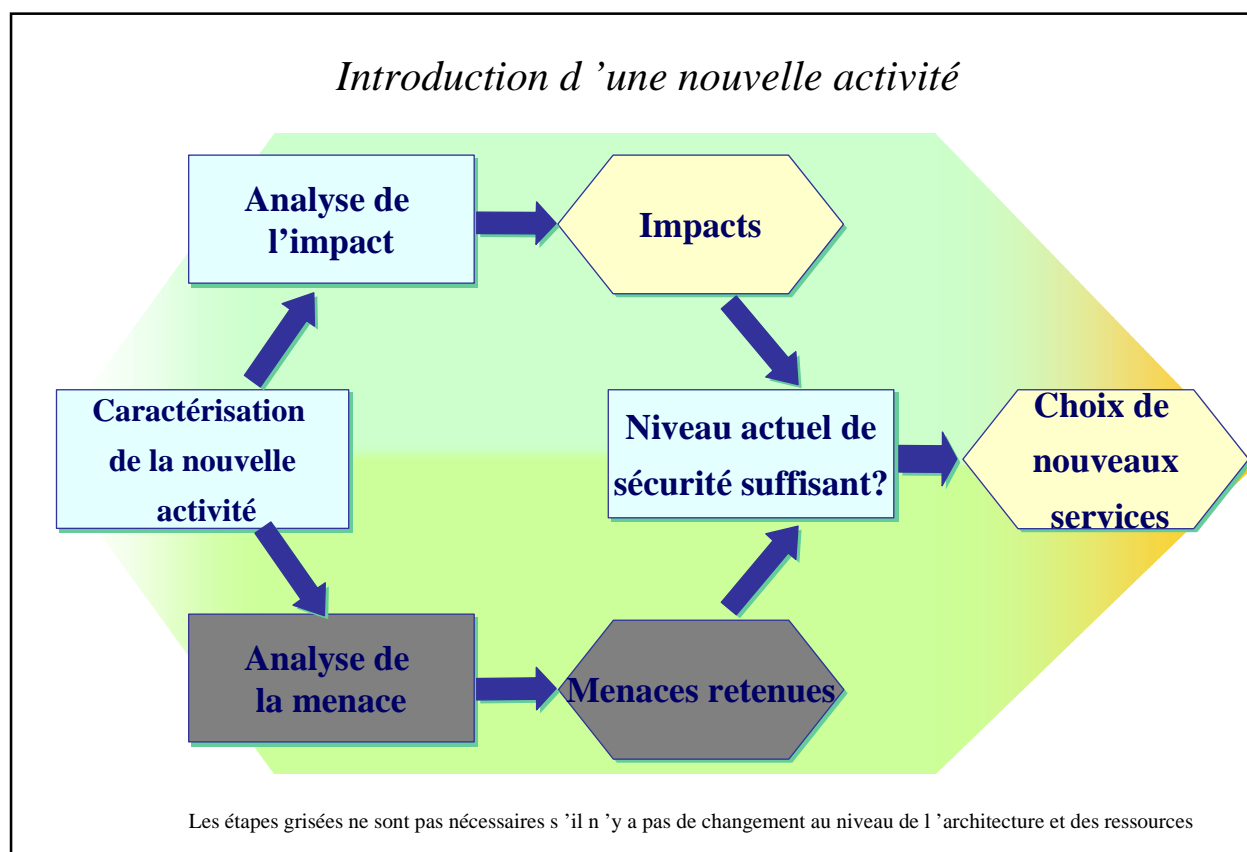 Introduction d ’une nouvelle activité
Analyse de
l’impact
Impacts
Caractérisation
de la nouvelle
activité
Niveau actuel de
sécurité suffisant?
Choix de
nouveaux
services
Analyse de
la menace
Menaces retenues
Les étapes grisées ne sont pas nécessaires s ’il n ’y a pas de changement au niveau de l ’architecture et des ressources